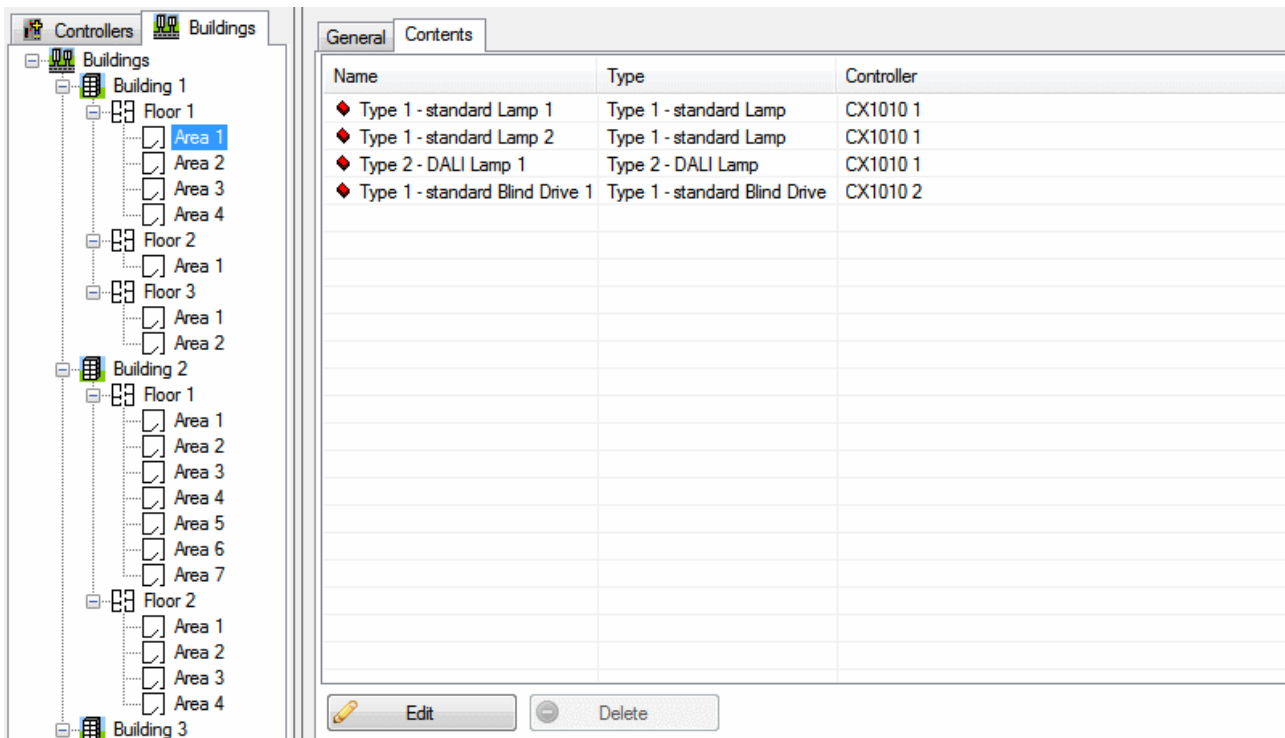 Controllers Buildings
Buildings
Building 1
Floor 1
Area 1
Area 2
Area 3
Area 4
Floor 2
Area 1
Floor 3
Area 1
Area 2
Building 2
Floor 1
Area 1
Area 2
Area 3
Area 4
Area 5
Area 6
Area 7
Floor 2
Area 1
Area 2
Area 3
Area 4
Building 3
General Contents
Name Type Controller
Type 1 - standard Lamp 1 Type 1 - standard Lamp CX1010 1
Type 1 - standard Lamp 2 Type 1 - standard Lamp CX1010 1
Type 2 - DALI Lamp 1 Type 2 - DALI Lamp CX1010 1
Type 1 - standard Blind Drive 1 Type 1 - standard Blind Drive CX1010 2
Edit Delete